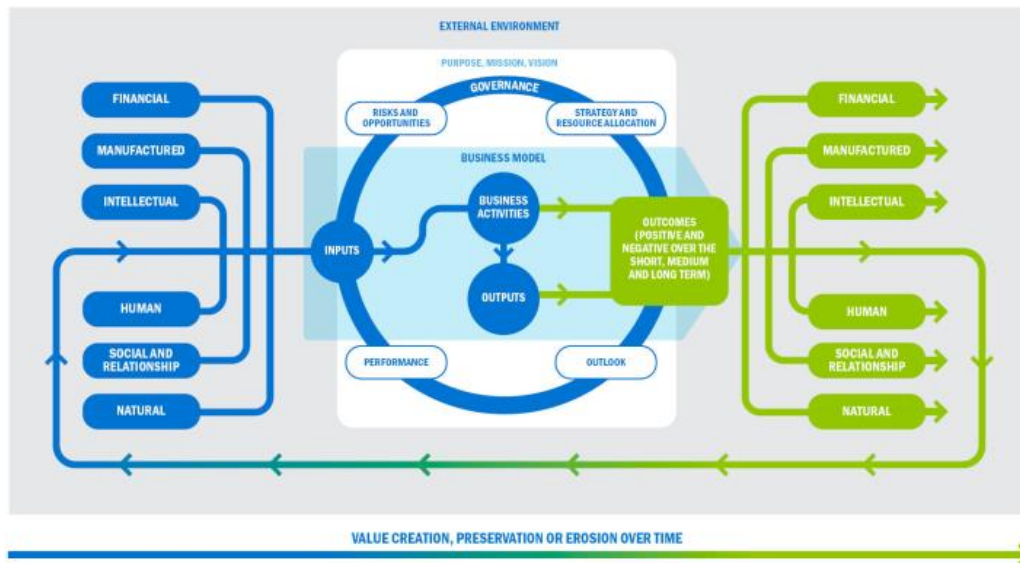 EXTERNAL ENVIRONMENT
PURPOSE, MISSION, VISION
GOVERNANCE
RISKS AND
OPPORTUNITIES
STRATEGY AND
RESOURCE ALLOCATION
FINANCIAL
MANUFACTURED
INTELLECTUAL
HUMAN
SOCIAL AND
RELATIONSHIP
NATURAL
BUSINESS MODEL
INPUTS
BUSINESS
ACTIVITIES
OUTPUTS
OUTCOMES
(POSITIVE AND
NEGATIVE OVER THE
SHORT, MEDIUM
AND LONG TERM)
PERFORMANCE
OUTLOOK
FINANCIAL
MANUFACTURED
INTELLECTUAL
HUMAN
SOCIAL AND
RELATIONSHIP
NATURAL
VALUE CREATION, PRESERVATION OR EROSION OVER TIME